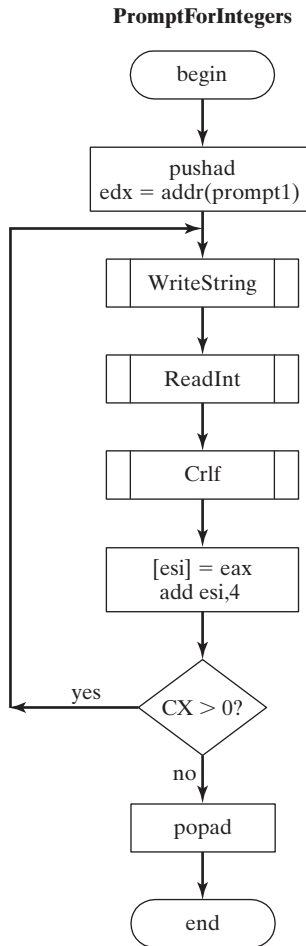 PromptForIntegers
begin
pushad
edx = addr(prompt1)
WriteString
ReadInt
Crlf
[esi] = eax
add esi,4
yes
CX > 0?
no
popad
end